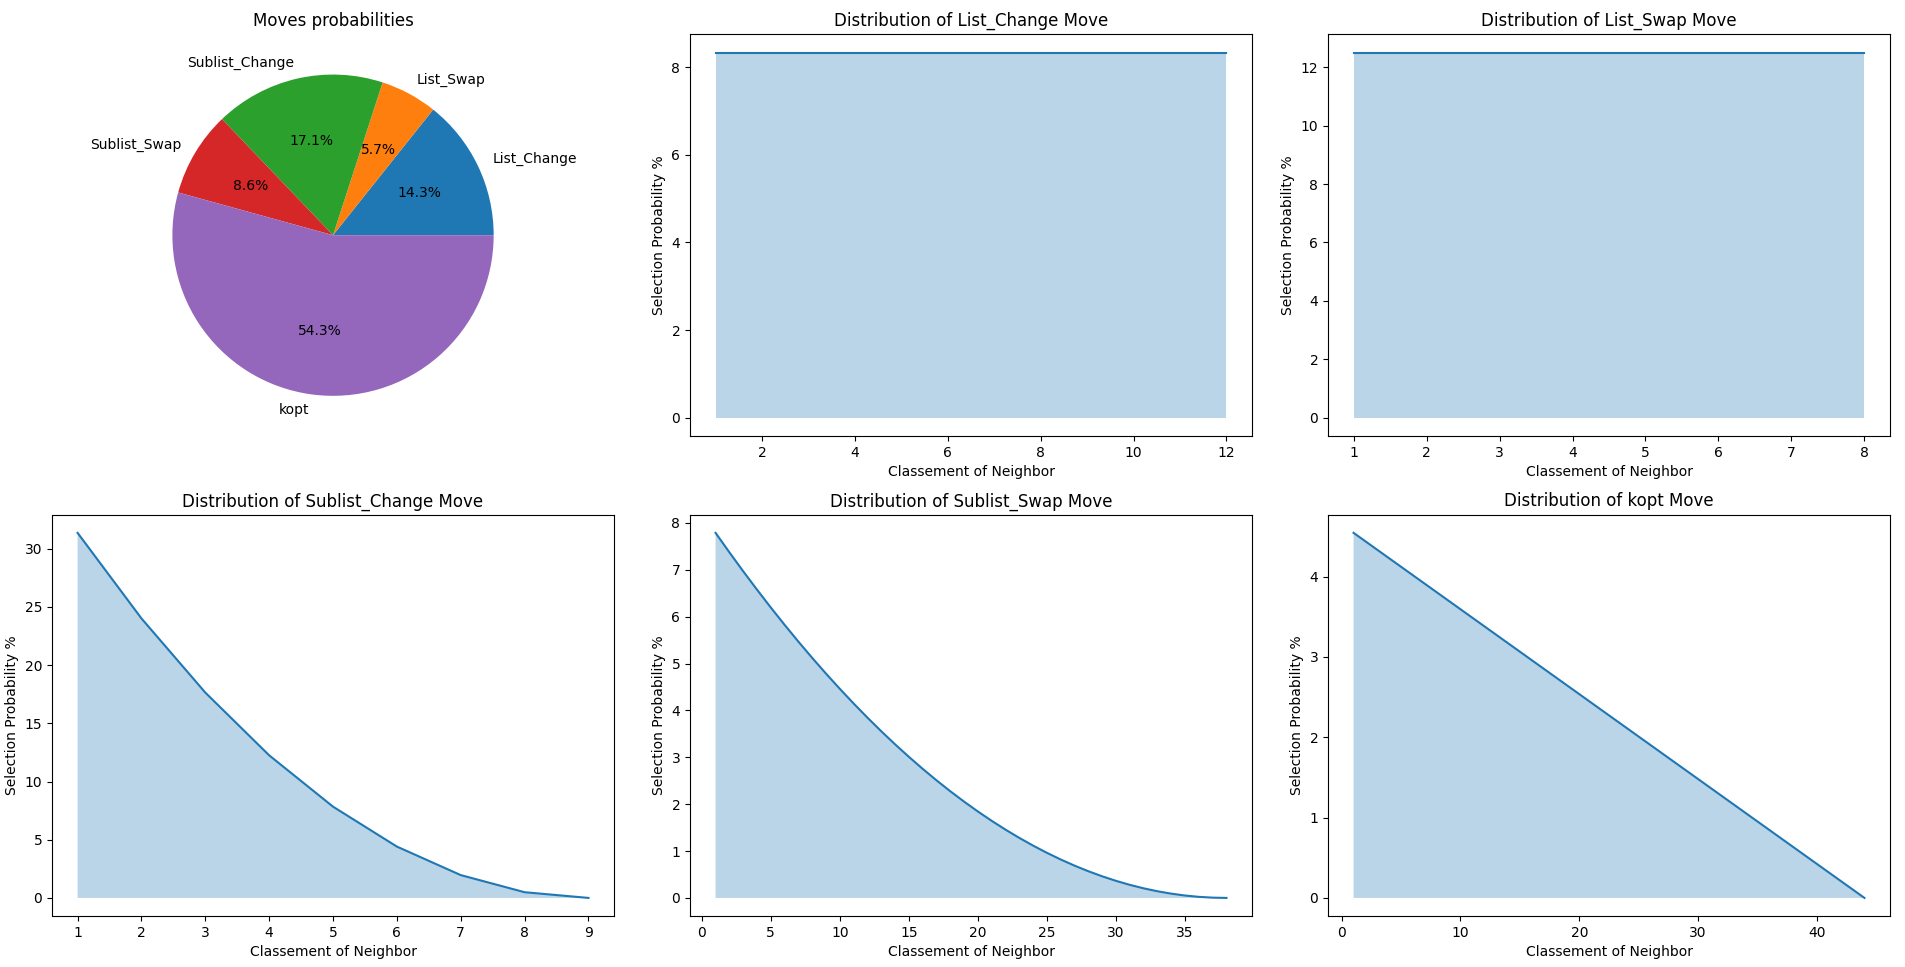 Moves probabilities
Sublist_Change
List_Swap
Sublist_Swap
List_Change
17.1%
5.7%
8.6%
14.3%
54.3%
kopt
Distribution of List_Change Move
Selection Probability %
8
6
4
2
0
2 4 6 8 10 12
Classement of Neighbor
Distribution of List_Swap Move
Selection Probability %
12
10
8
6
4
2
0
1 2 3 4 5 6 7 8
Classement of Neighbor
Distribution of Sublist_Change Move
Selection Probability %
30
25
20
15
10
5
0
1 2 3 4 5 6 7 8 9
Classement of Neighbor
Distribution of Sublist_Swap Move
Selection Probability %
8
7
6
5
4
3
2
1
0
0 5 10 15 20 25 30 35
Classement of Neighbor
Distribution of kopt Move
Selection Probability %
4
3
2
1
0
0 10 20 30 40
Classement of Neighbor